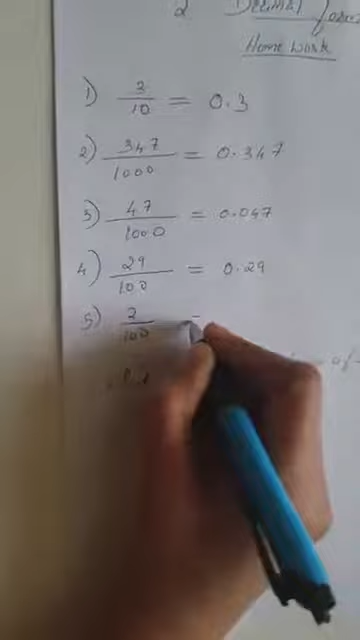 2 Decimal
Home work
1) 3/10 = 0.3
2) 347/1000 = 0.347
3) 47/1000 = 0.047
4) 29/100 = 0.29
5) 2/100 =